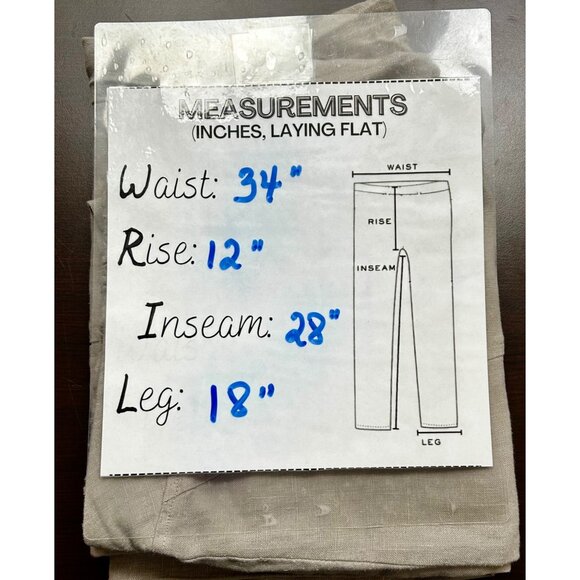 MEASUREMENTS
(INCHES, LAYING FLAT)
Waist: 34"
Rise: 12"
Inseam: 28"
Leg: 18"
WAIST
RISE
INSEAM
LEG